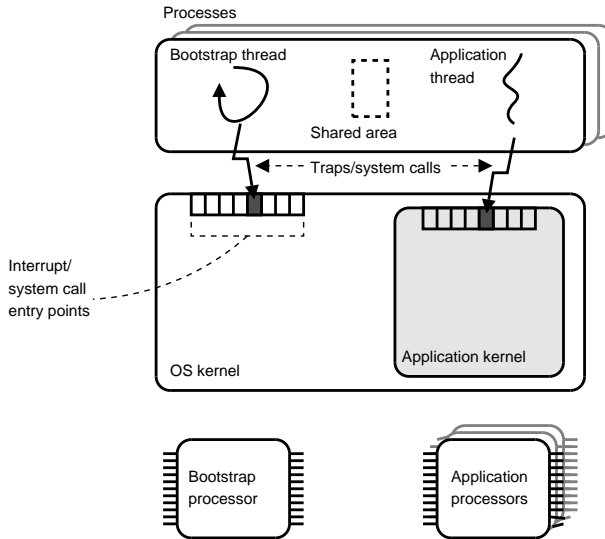 Processes
Bootstrap thread
Application
thread
Shared area
Traps/system calls
Interrupt/
system call
entry points
OS kernel
Application kernel
Bootstrap
processor
Application
processors